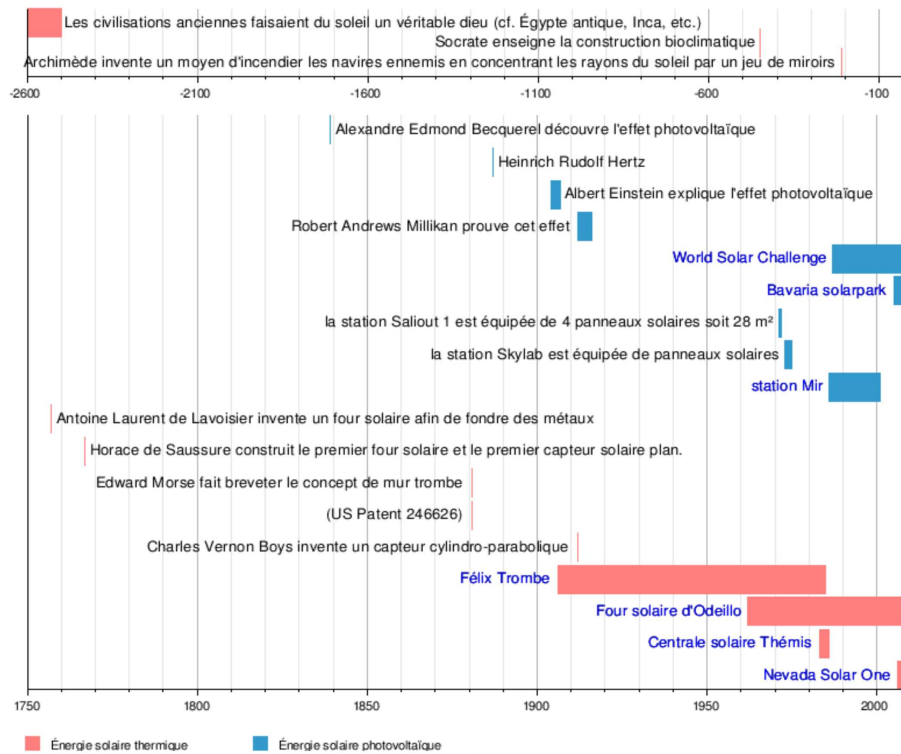 Les civilisations anciennes faisaient du soleil un véritable dieu (cf. Égypte antique, Inca, etc.)
Socrate enseigne la construction bioclimatique
Archimède invente un moyen d'incendier les navires ennemis en concentrant les rayons du soleil par un jeu de miroirs
-2600 -2100 -1600 -1100 -600 -100
Alexandre Edmond Becquerel découvre l'effet photovoltaïque
Heinrich Rudolf Hertz
Albert Einstein explique l'effet photovoltaïque
Robert Andrews Millikan prouve cet effet
World Solar Challenge
Bavaria solarpark
la station Saliout 1 est équipée de 4 panneaux solaires soit 28 m²
la station Skylab est équipée de panneaux solaires
station Mir
Antoine Laurent de Lavoisier invente un four solaire afin de fondre des métaux
Horace de Saussure construit le premier four solaire et le premier capteur solaire plan.
Edward Morse fait breveter le concept de mur trombe
(US Patent 246626)
Charles Vernon Boys invente un capteur cylindro-parabolique
Félix Trombe
Four solaire d'Odeillo
Centrale solaire Thémis
Nevada Solar One
1750 1800 1850 1900 1950 2000
Énergie solaire thermique Énergie solaire photovoltaïque